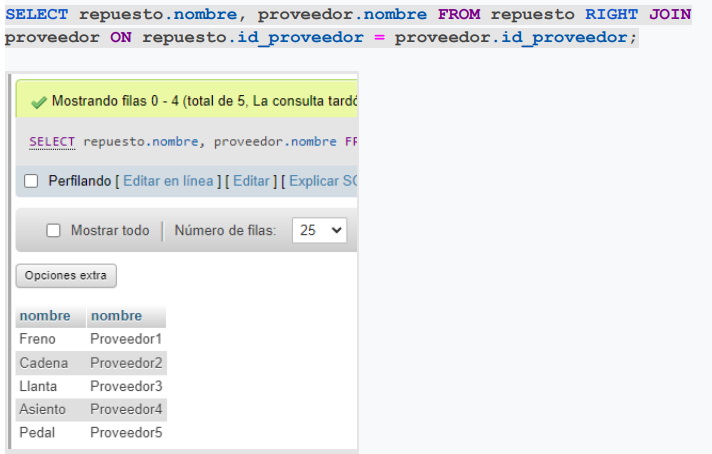 SELECT repuesto.nombre, proveedor.nombre FROM repuesto RIGHT JOIN
proveedor ON repuesto.id_proveedor = proveedor.id_proveedor;
Mostrando filas 0 - 4 (total de 5, La consulta tardó
SELECT repuesto.nombre, proveedor.nombre FR
Perfilando [ Editar en línea ] [ Editar ] [ Explicar SQ
Mostrar todo Número de filas: 25
Opciones extra
nombre nombre
Freno Proveedor1
Cadena Proveedor2
Llanta Proveedor3
Asiento Proveedor4
Pedal Proveedor5